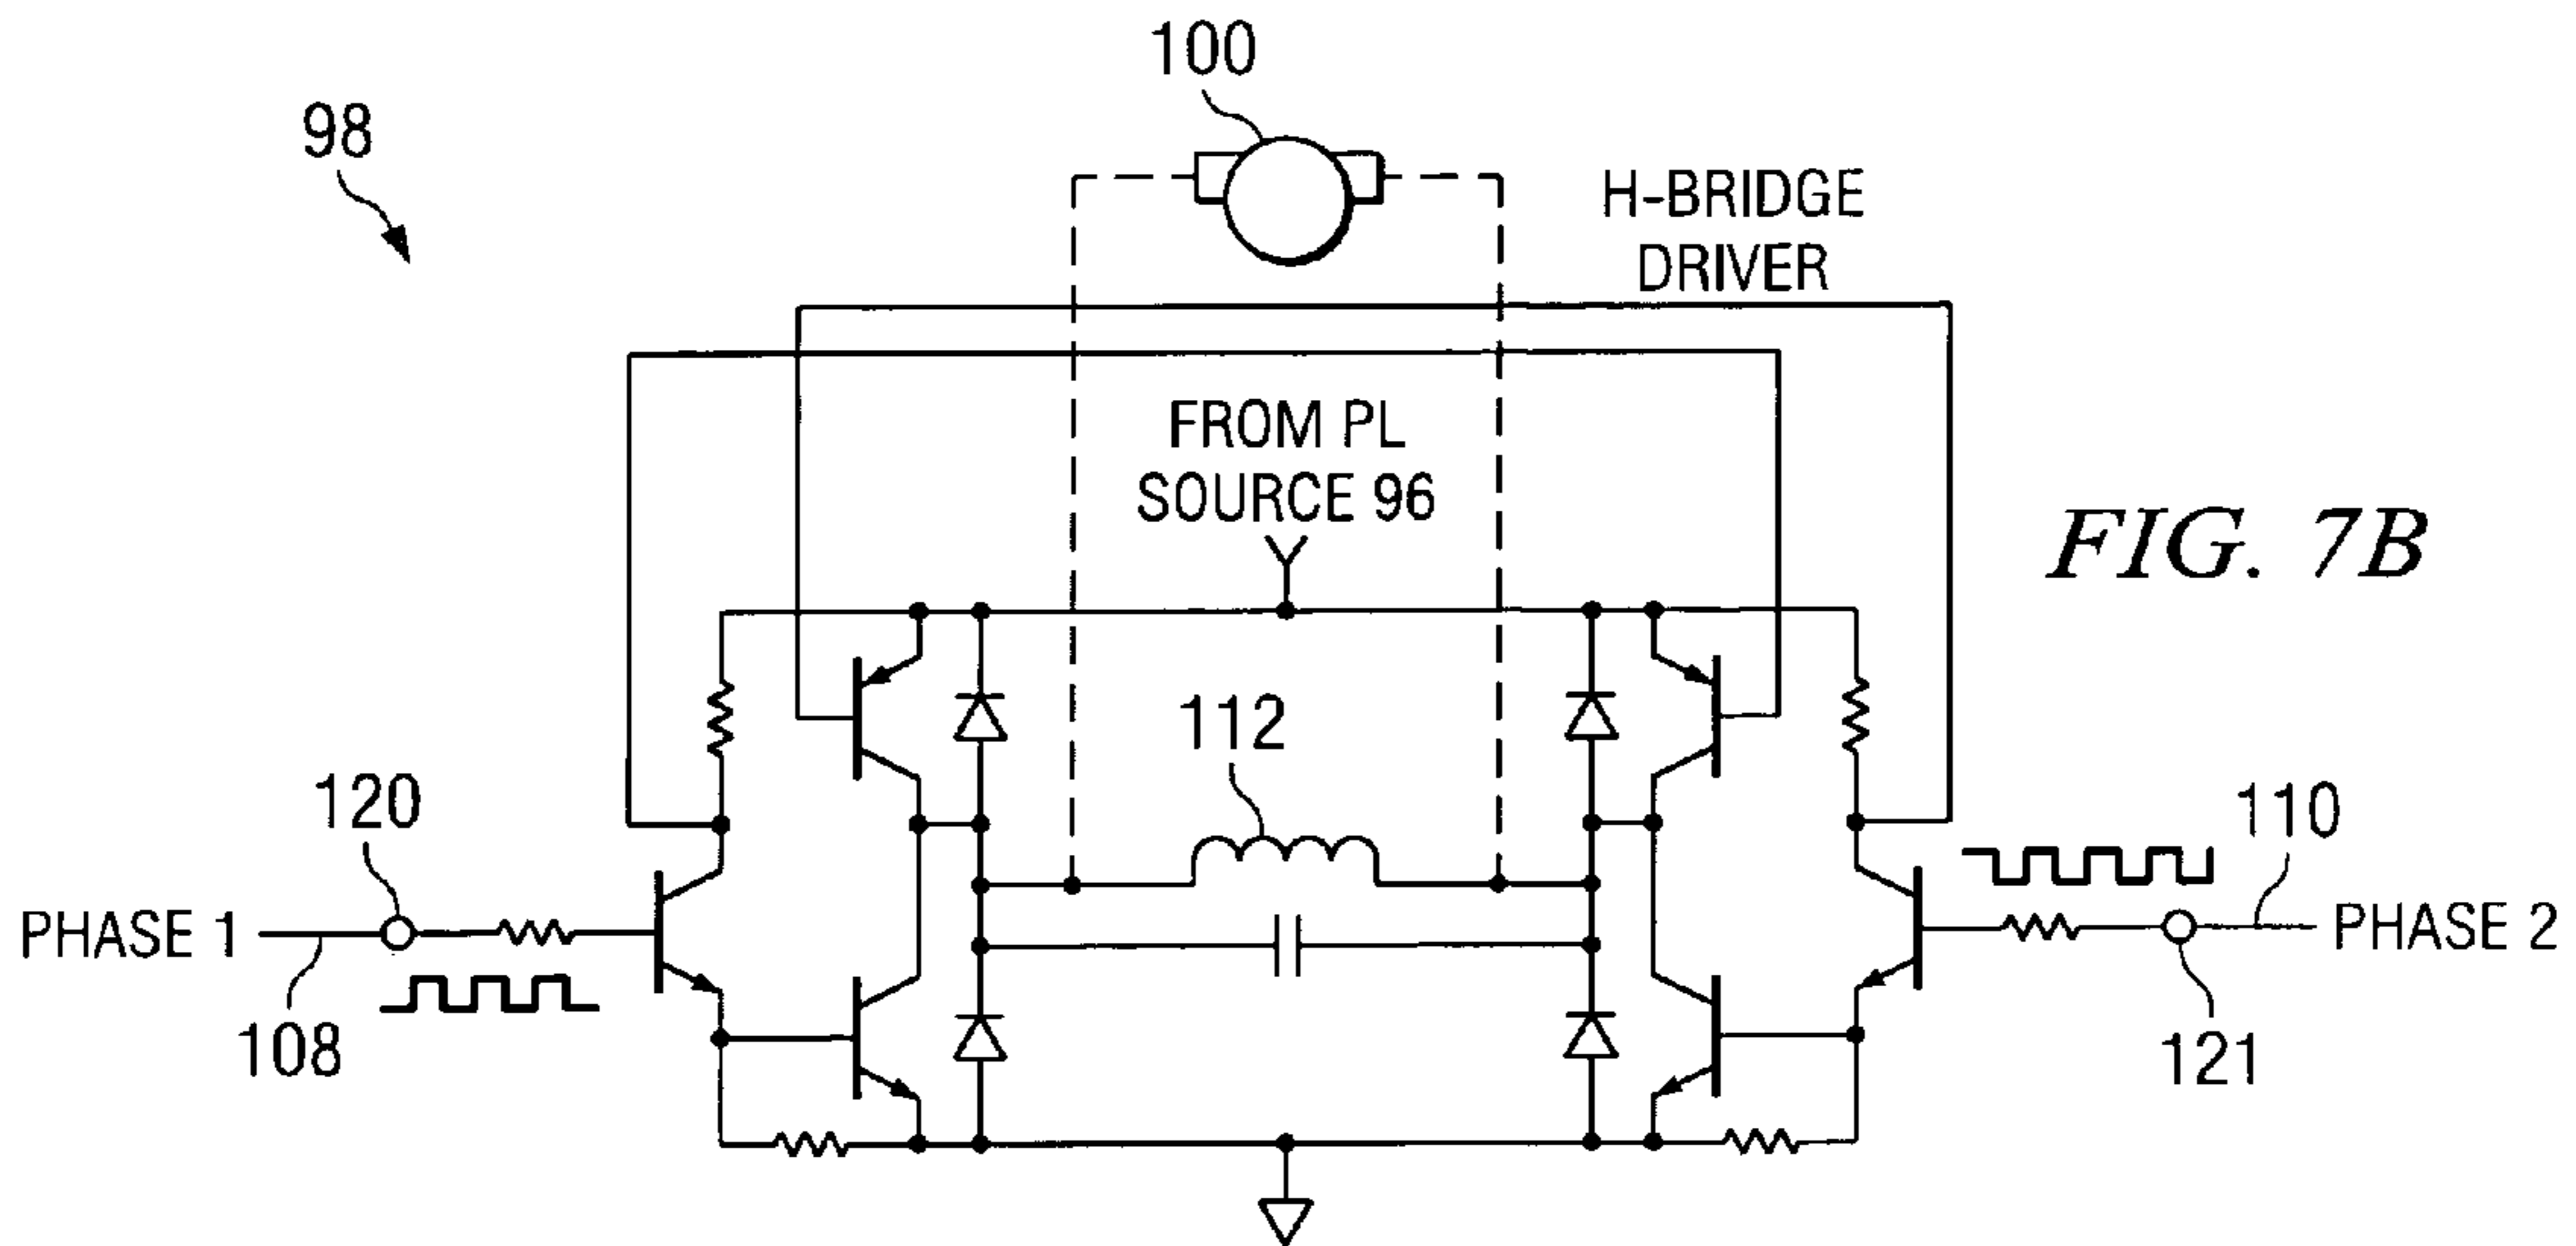 100
98
H-BRIDGE
DRIVER
FROM PL
SOURCE 96
FIG. 7B
112
120
110
PHASE 1
PHASE 2
108
121